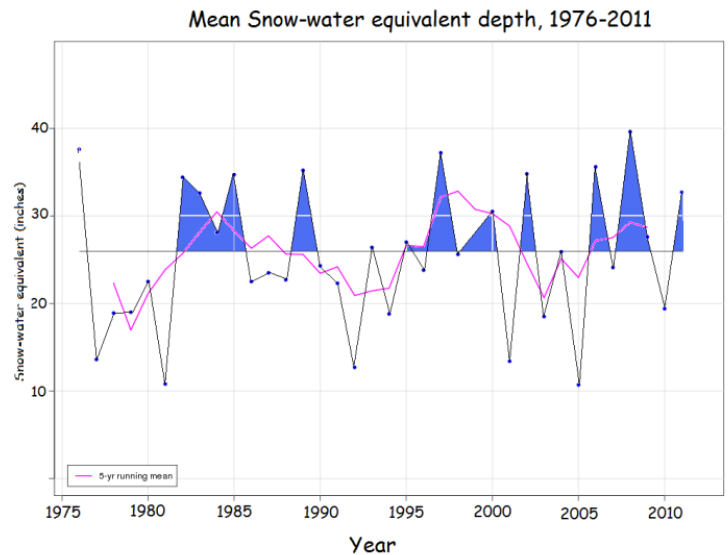 Mean Snow-water equivalent depth, 1976-2011
Snow-water equivalent (inches)
40
30
20
10
5-yr running mean
1975 1980 1985 1990 1995 2000 2005 2010
Year